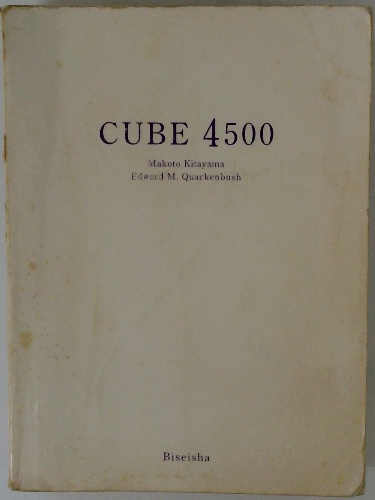 CUBE 4500
Makoto Kitayama
Edward M. Quackenbush
Biseisha